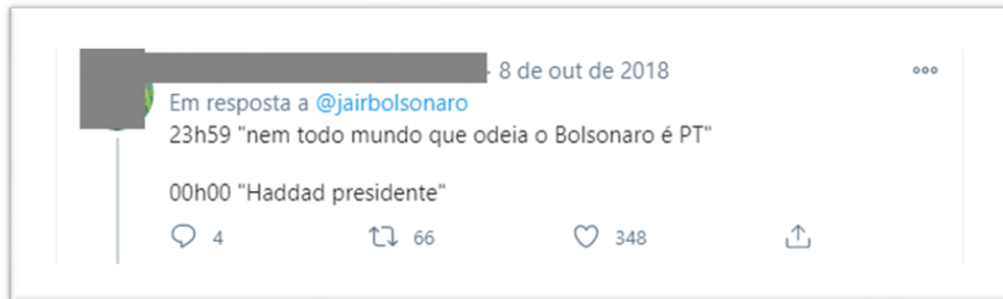 · 8 de out de 2018
Em resposta a @jairbolsonaro
23h59 "nem todo mundo que odeia o Bolsonaro é PT"
00h00 "Haddad presidente"
4 66 348